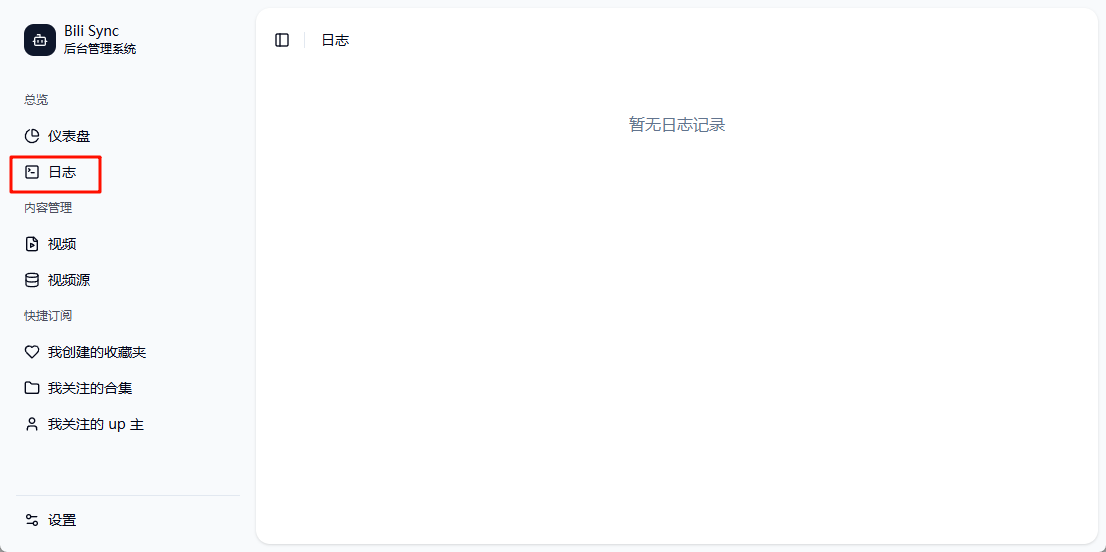 Bili Sync
后台管理系统
总览
仪表盘
日志
内容管理
视频
视频源
快捷订阅
我创建的收藏夹
我关注的合集
我关注的 up 主
设置
日志
暂无日志记录